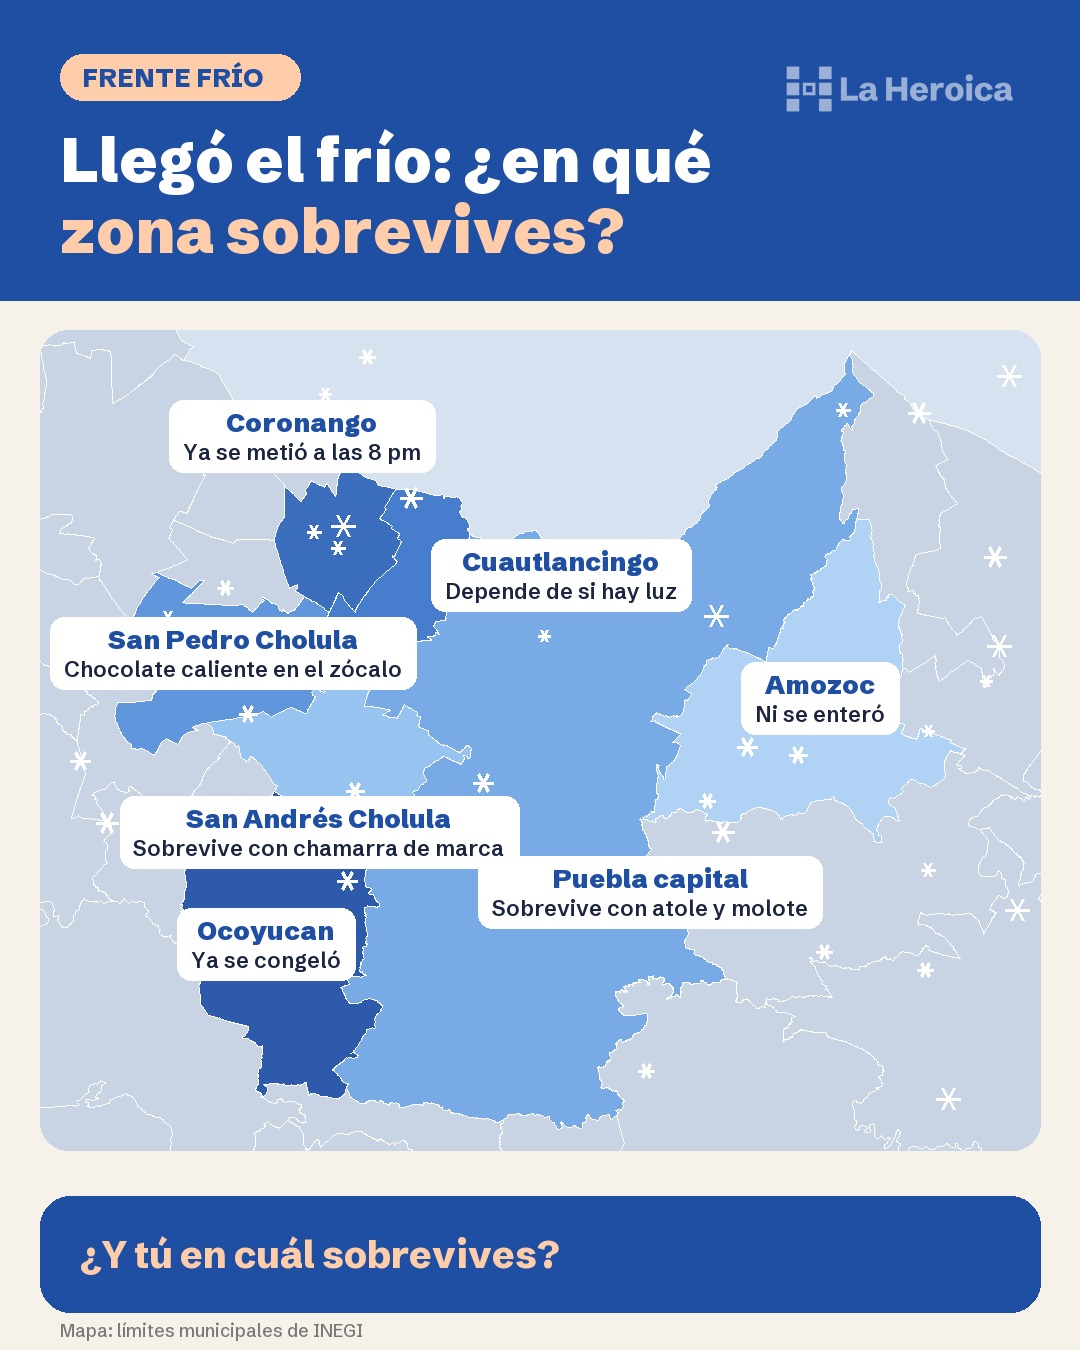 FRENTE FRÍO
La Heroica
Llegó el frío: ¿en qué
zona sobrevives?
Coronango
Ya se metió a las 8 pm
Cuautlancingo
Depende de si hay luz
San Pedro Cholula
Chocolate caliente en el zócalo
Amozoc
Ni se enteró
San Andrés Cholula
Sobrevive con chamarra de marca
Puebla capital
Sobrevive con atole y molote
Ocoyucan
Ya se congeló
¿Y tú en cuál sobrevives?
Mapa: límites municipales de INEGI